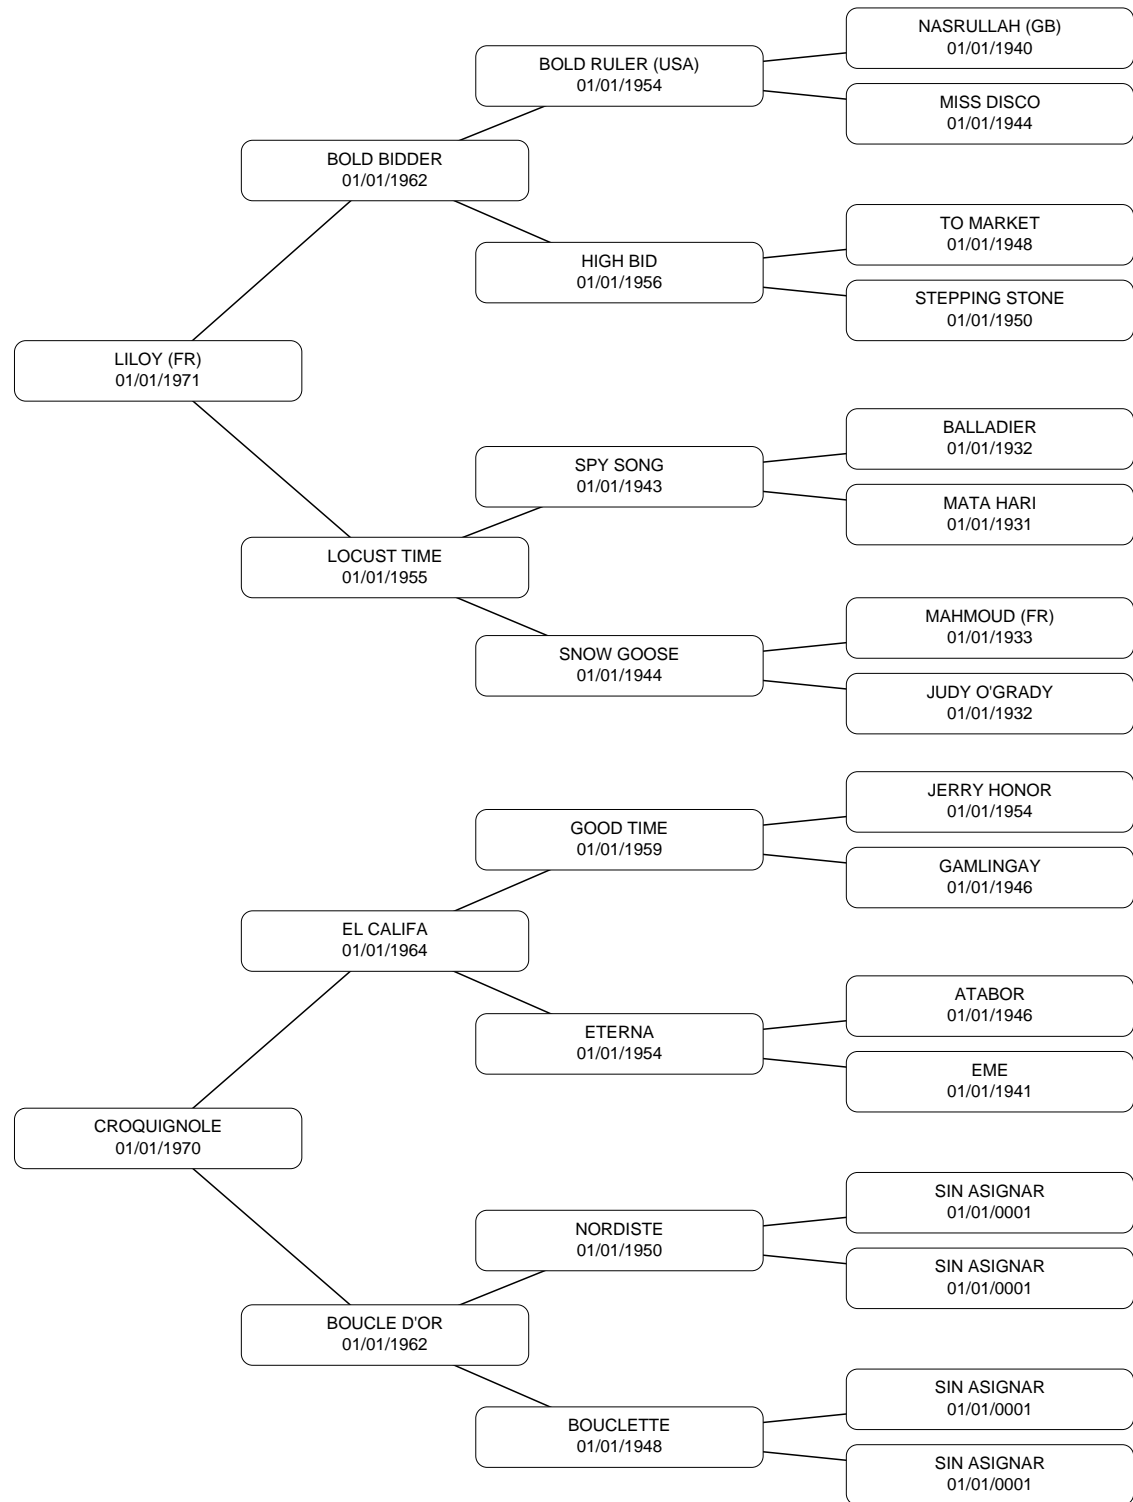 NASRULLAH (GB)
01/01/1940
BOLD RULER (USA)
01/01/1954
MISS DISCO
01/01/1944
BOLD BIDDER
01/01/1962
TO MARKET
01/01/1948
HIGH BID
01/01/1956
STEPPING STONE
01/01/1950
LILOY (FR)
01/01/1971
BALLADIER
01/01/1932
SPY SONG
01/01/1943
MATA HARI
01/01/1931
LOCUST TIME
01/01/1955
MAHMOUD (FR)
01/01/1933
SNOW GOOSE
01/01/1944
JUDY O'GRADY
01/01/1932
JERRY HONOR
01/01/1954
GOOD TIME
01/01/1959
GAMLINGAY
01/01/1946
EL CALIFA
01/01/1964
ATABOR
01/01/1946
ETERNA
01/01/1954
EME
01/01/1941
CROQUIGNOLE
01/01/1970
SIN ASIGNAR
01/01/0001
NORDISTE
01/01/1950
SIN ASIGNAR
01/01/0001
BOUCLE D'OR
01/01/1962
SIN ASIGNAR
01/01/0001
BOUCLETTE
01/01/1948
SIN ASIGNAR
01/01/0001